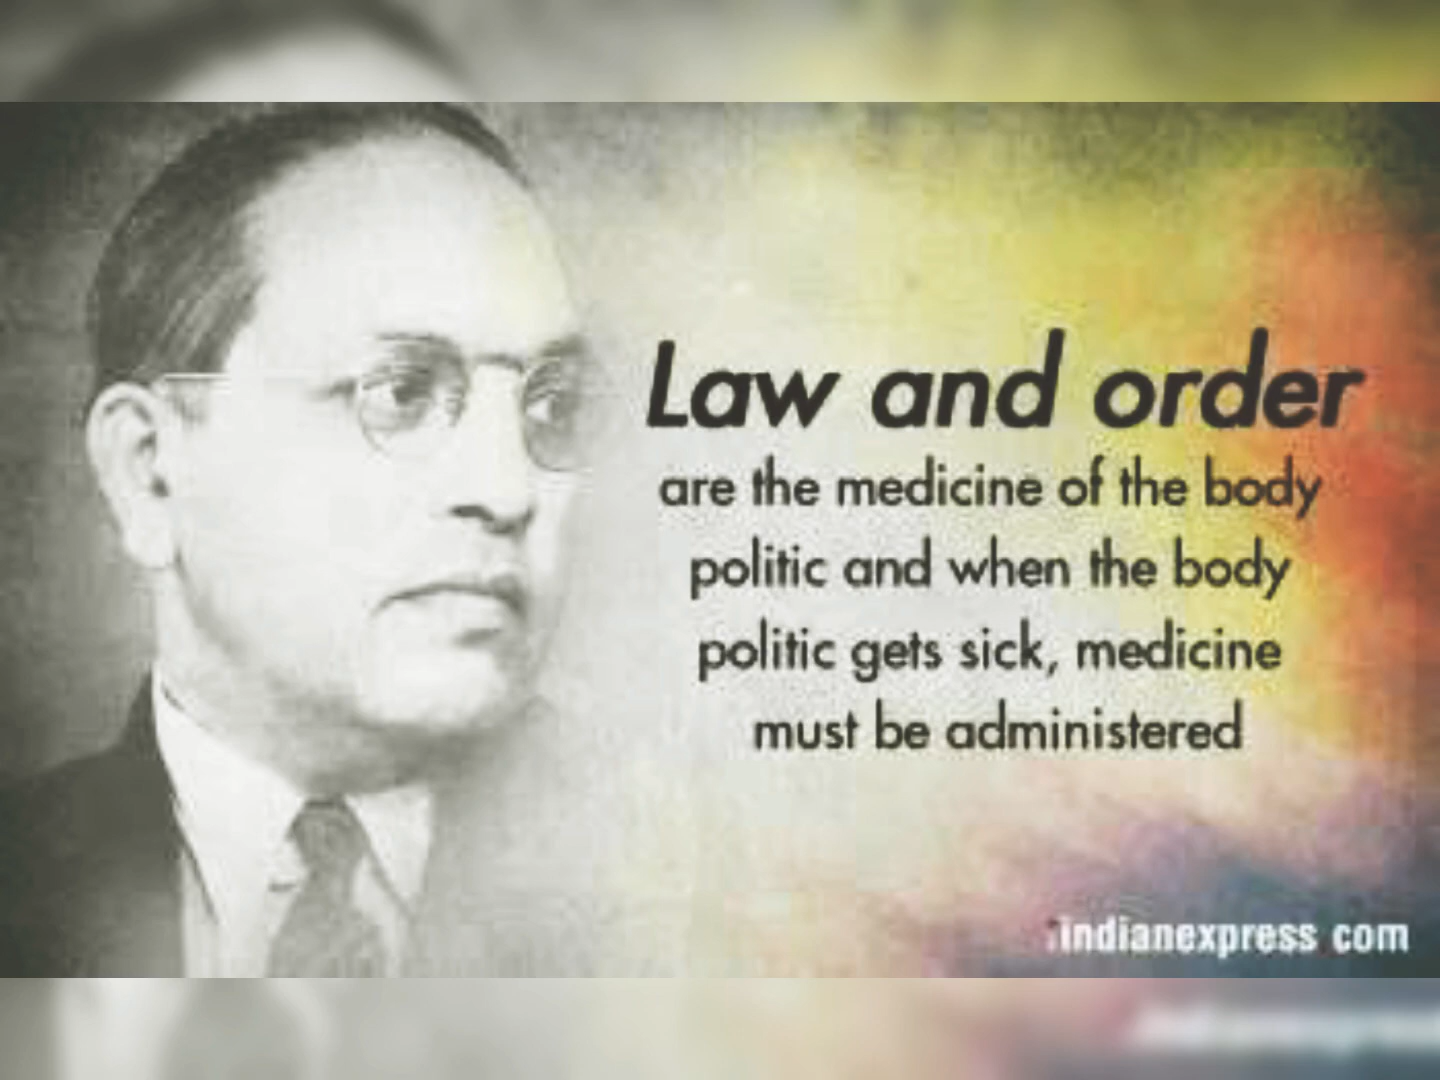 Law and order
are the medicine of the body
politic and when the body
politic gets sick, medicine
must be administered
indianexpress.com